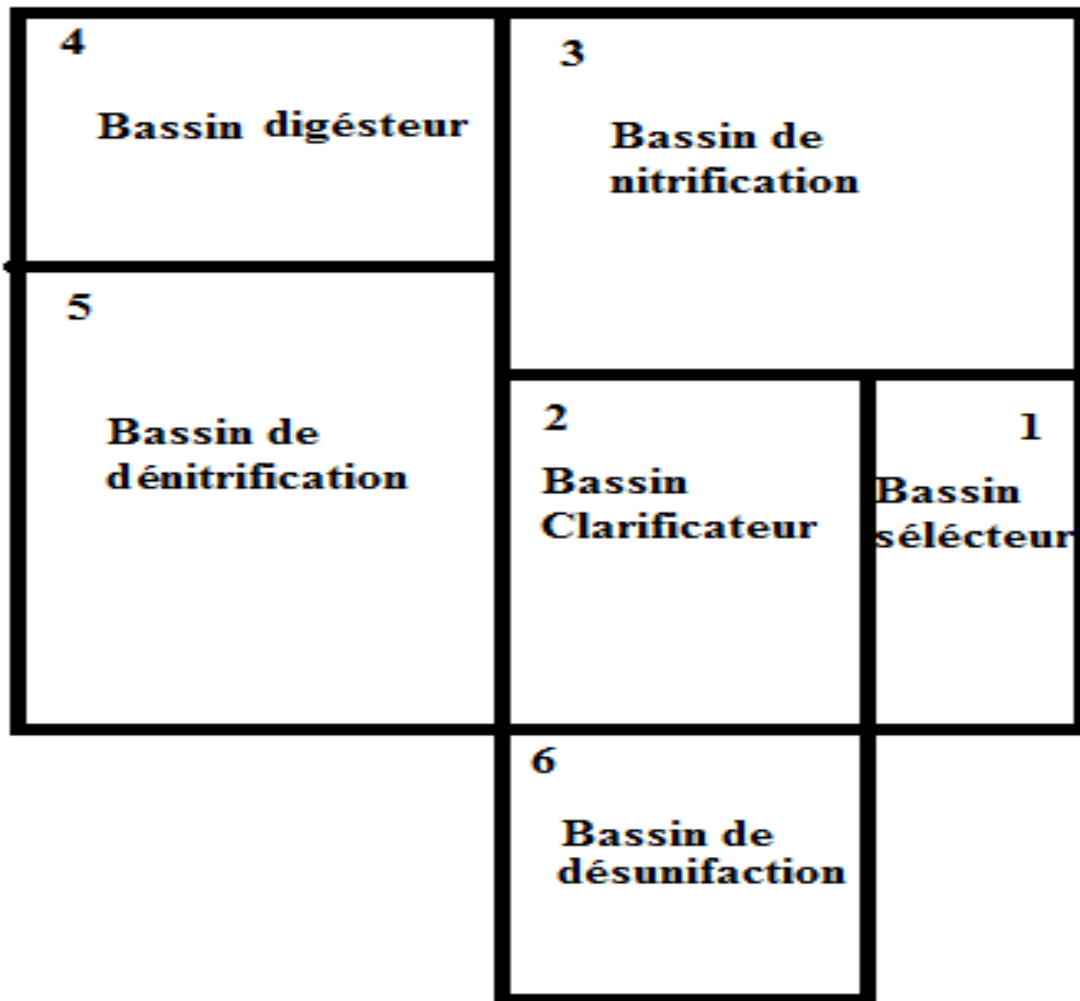 4
Bassin digésteur
3
Bassin de
nitrification
5
Bassin de
dénitrification
2
Bassin
Clarificateur
1
Bassin
sélécteur
6
Bassin de
désunifaction